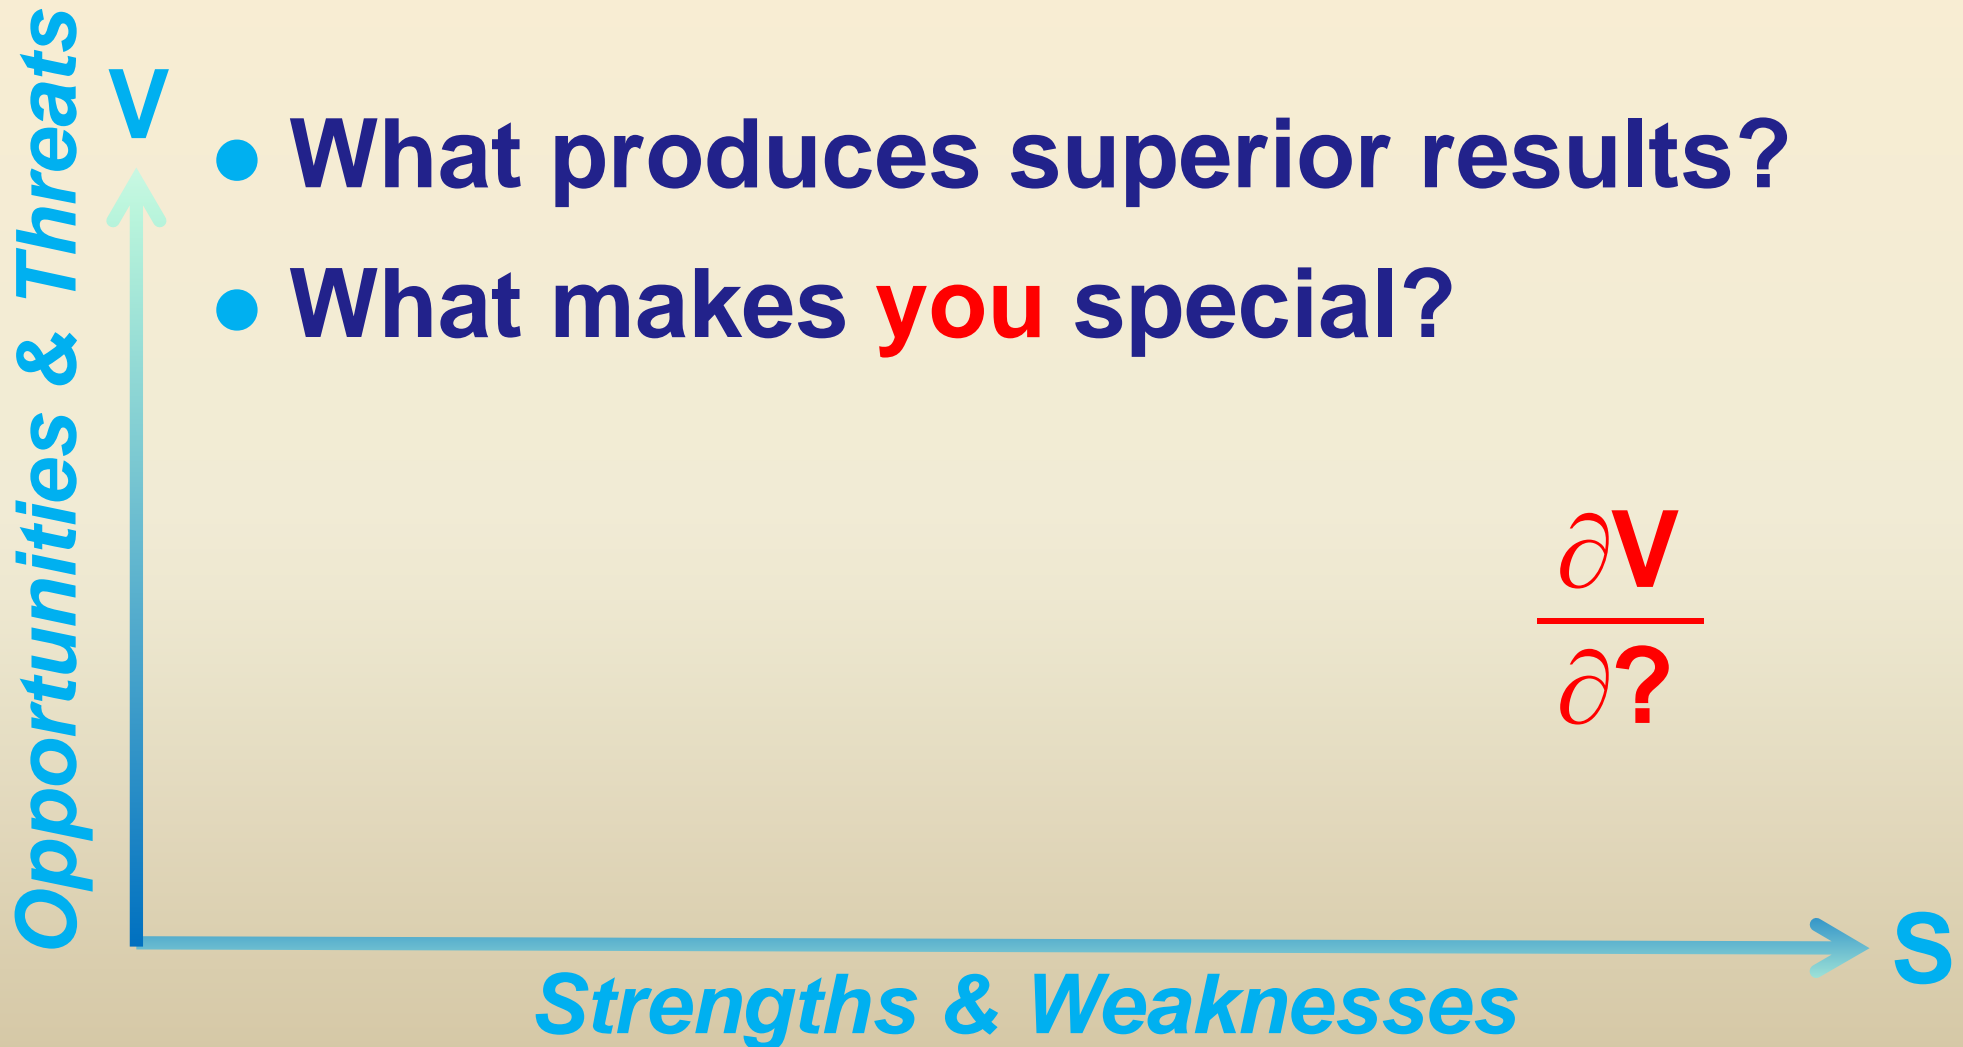 Opportunities & Threats
V
● What produces superior results?
● What makes you special?
∂V
∂?
S
Strengths & Weaknesses